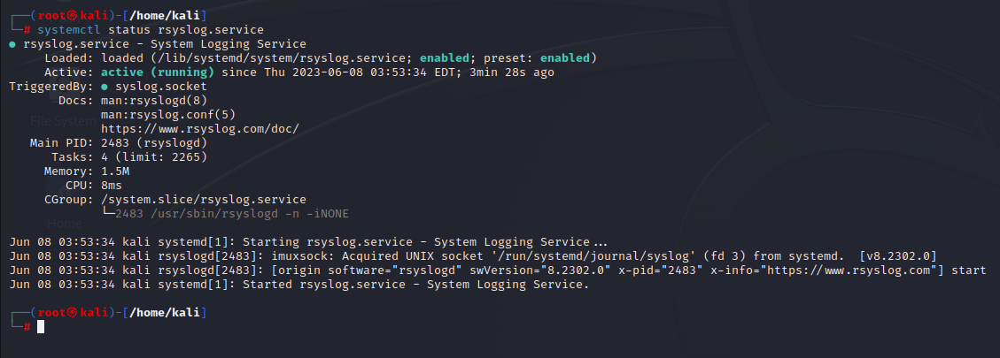 ┌──(root㉿kali)-[/home/kali]
└─# systemctl status rsyslog.service
● rsyslog.service - System Logging Service
     Loaded: loaded (/lib/systemd/system/rsyslog.service; enabled; preset: enabled)
     Active: active (running) since Thu 2023-06-08 03:53:34 EDT; 3min 28s ago
TriggeredBy: ● syslog.socket
       Docs: man:rsyslogd(8)
             man:rsyslog.conf(5)
File System
             https://www.rsyslog.com/doc/
   Main PID: 2483 (rsyslogd)
      Tasks: 4 (limit: 2265)
     Memory: 1.5M
        CPU: 8ms
     CGroup: /system.slice/rsyslog.service
             └─2483 /usr/sbin/rsyslogd -n -iNONE
Home
Jun 08 03:53:34 kali systemd[1]: Starting rsyslog.service - System Logging Service...
Jun 08 03:53:34 kali rsyslogd[2483]: imuxsock: Acquired UNIX socket '/run/systemd/journal/syslog' (fd 3) from systemd.  [v8.2302.0]
Jun 08 03:53:34 kali rsyslogd[2483]: [origin software="rsyslogd" swVersion="8.2302.0" x-pid="2483" x-info="https://www.rsyslog.com"] start
Jun 08 03:53:34 kali systemd[1]: Started rsyslog.service - System Logging Service.
┌──(root㉿kali)-[/home/kali]
└─#